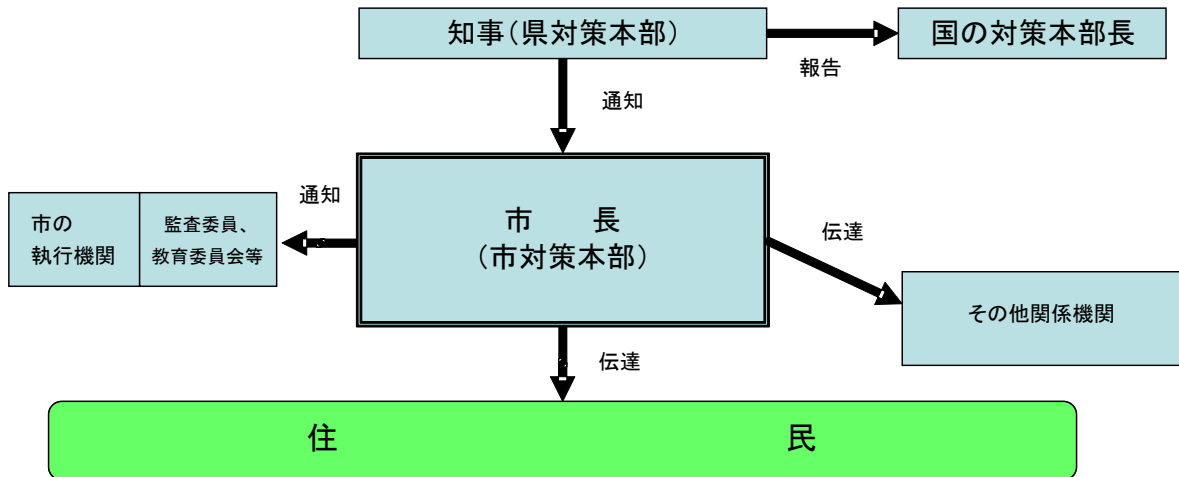 知事（県対策本部）
国の対策本部長
報告
通知
通知
市の
執行機関
監査委員、
教育委員会等
市　　長
（市対策本部）
伝達
その他関係機関
伝達
住　　　　民